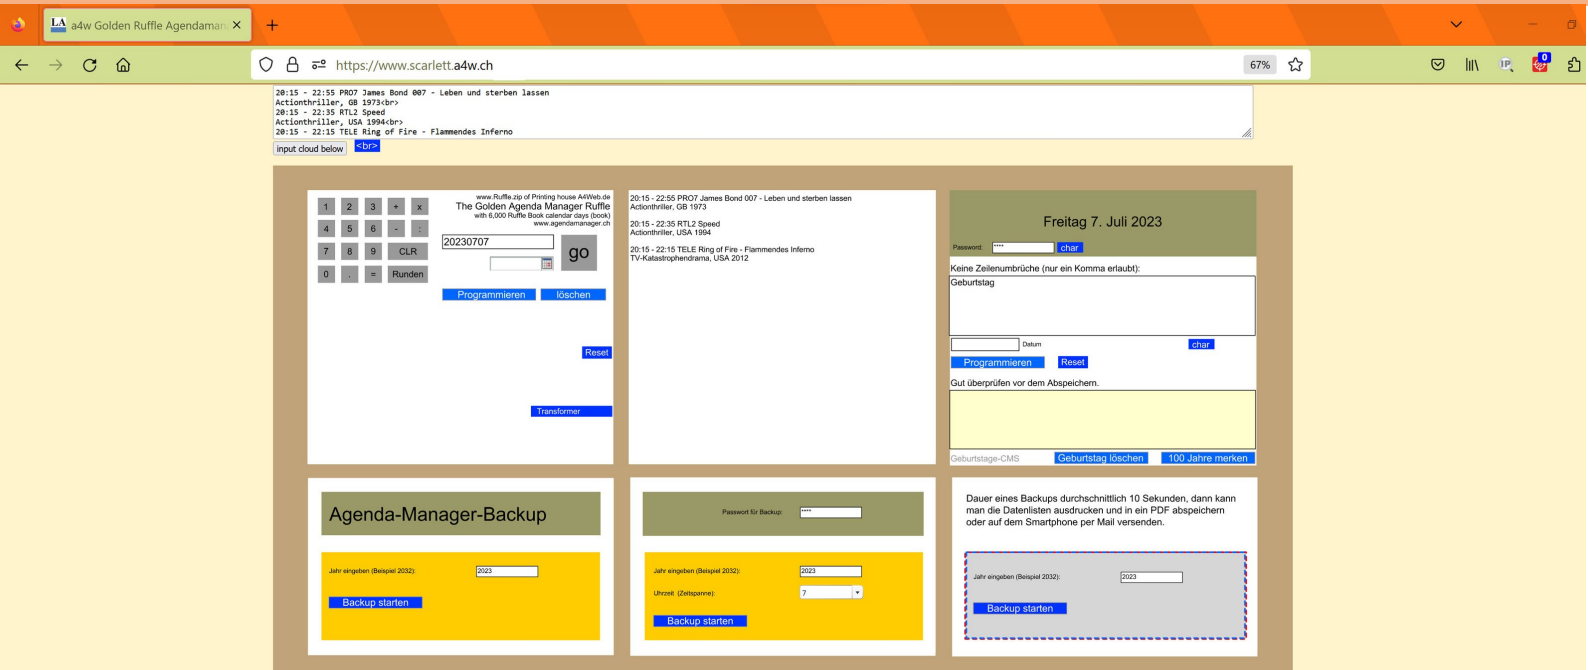 LA a4w Golden Ruffle Agendaman
https://www.scarlett.a4w.ch
67%
IP
0
20:15 - 22:55 PRO7 James Bond 007 - Leben und sterben lassen
Actionthriller, GB 1973<br>
20:15 - 22:35 RTL2 Speed
Actionthriller, USA 1994<br>
20:15 - 22:15 TELE Ring of Fire - Flammendes Inferno
input cloud below <br>
1 2 3 + x
4 5 6 - :
7 8 9 CLR
0 . = Runden
www.Ruffle.zip of Printing house A4Web.de
The Golden Agenda Manager Ruffle
with 6,000 Ruffle Book calendar days (book)
www.agendamanager.ch
20230707
go
Programmieren löschen
Reset
Transformer
20:15 - 22:55 PRO7 James Bond 007 - Leben und sterben lassen
Actionthriller, GB 1973
20:15 - 22:35 RTL2 Speed
Actionthriller, USA 1994
20:15 - 22:15 TELE Ring of Fire - Flammendes Inferno
TV-Katastrophendrama, USA 2012
Freitag 7. Juli 2023
Password: **** char
Keine Zeilenumbrüche (nur ein Komma erlaubt):
Geburtstag
Datum char
Programmieren Reset
Gut überprüfen vor dem Abspeichern.
Geburtstage-CMS Geburtstag löschen 100 Jahre merken
Agenda-Manager-Backup
Jahr eingeben (Beispiel 2032): 2023
Backup starten
Passwort für Backup: ****
Jahr eingeben (Beispiel 2032): 2023
Uhrzeit (Zeitspanne): 7
Backup starten
Dauer eines Backups durchschnittlich 10 Sekunden, dann kann
man die Datenlisten ausdrucken und in ein PDF abspeichern
oder auf dem Smartphone per Mail versenden.
Jahr eingeben (Beispiel 2032): 2023
Backup starten